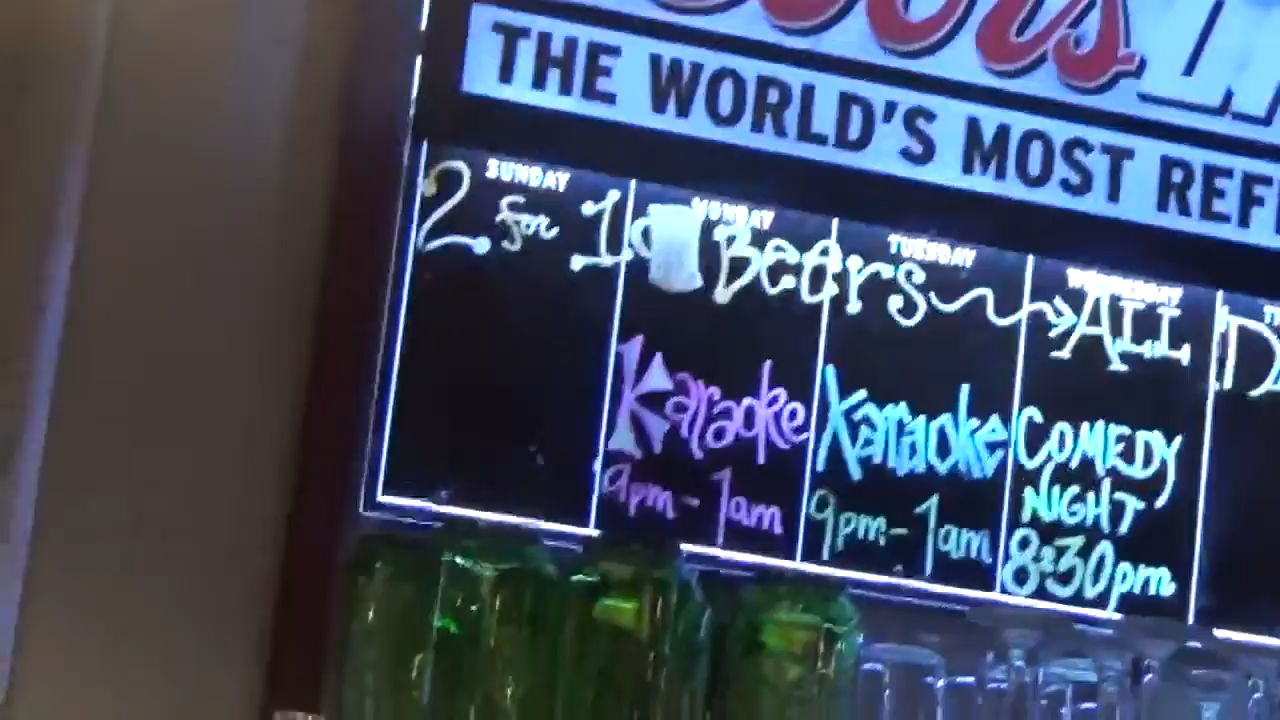 Coors
THE WORLD'S MOST REF
SUNDAY
MONDAY
TUESDAY
WEDNESDAY
2 for 1 Beers → ALL
Karaoke
9pm - 1am
Karaoke
9pm - 1am
COMEDY
NIGHT
8:30pm